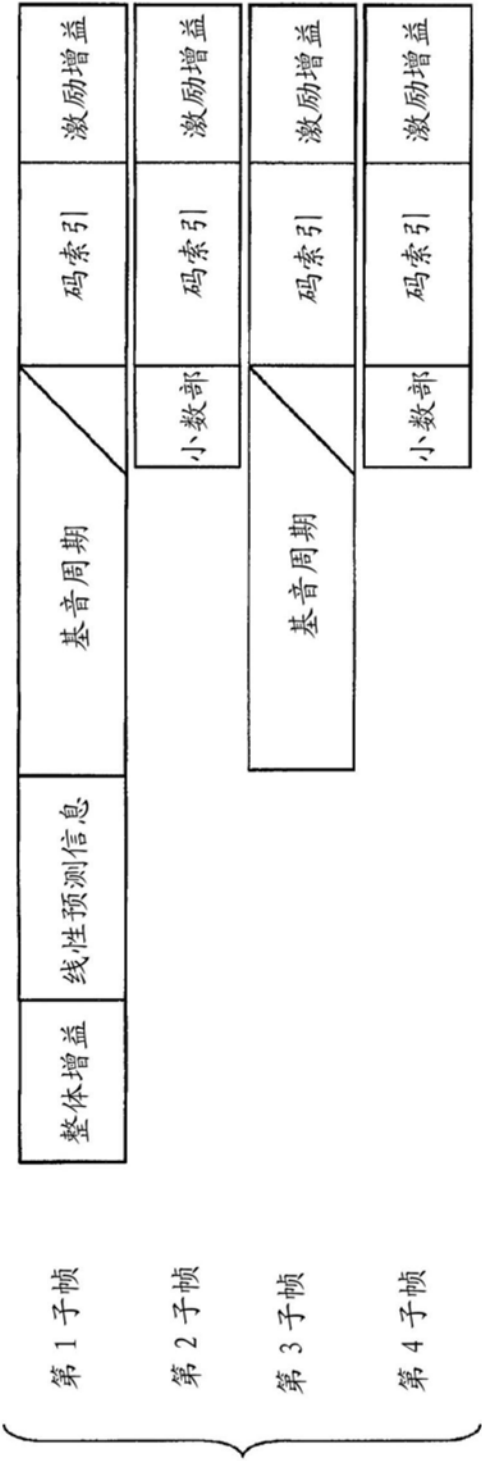 第1子帧
整体增益
线性预测信息
基音周期
码索引
激励增益
第2子帧
小数部
码索引
激励增益
第3子帧
基音周期
码索引
激励增益
第4子帧
小数部
码索引
激励增益